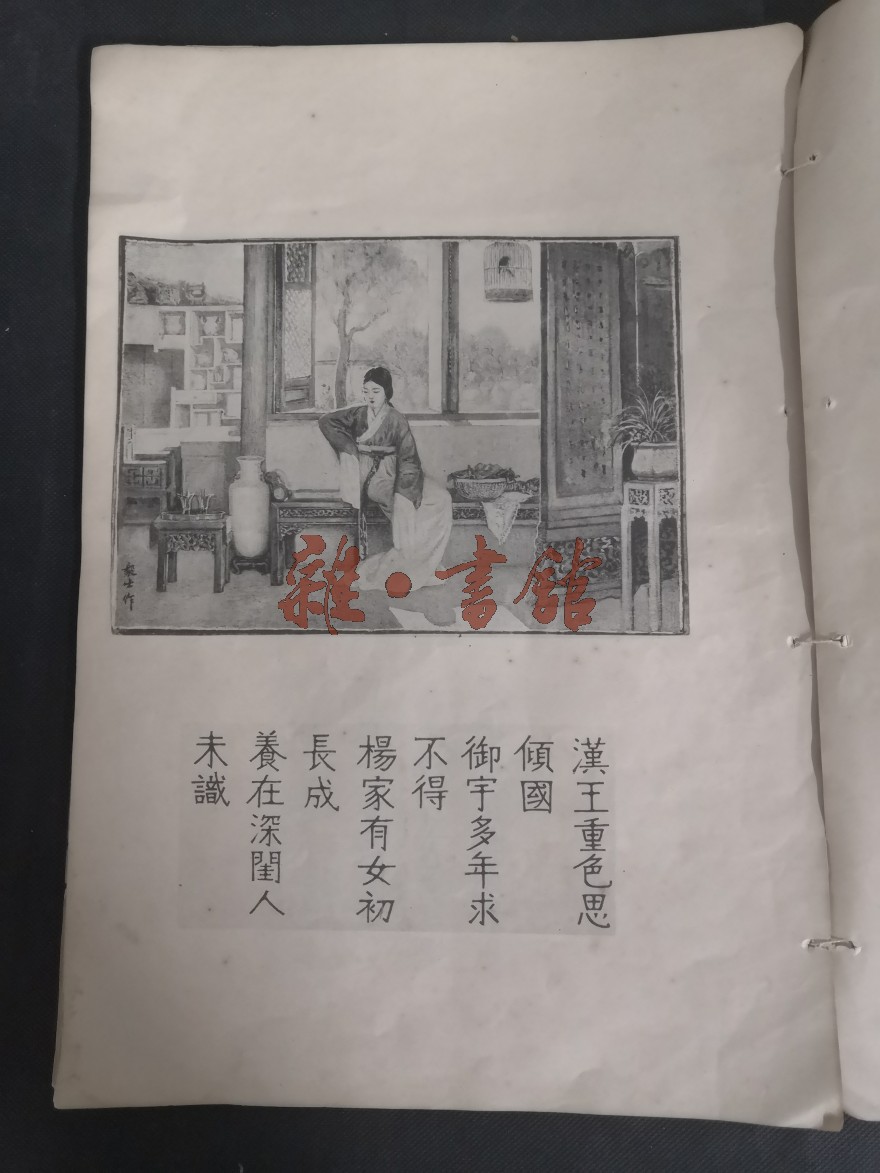 漢王重色思
傾國
御宇多年求
不得
楊家有女初
長成
養在深閨人
未識
雜·書館